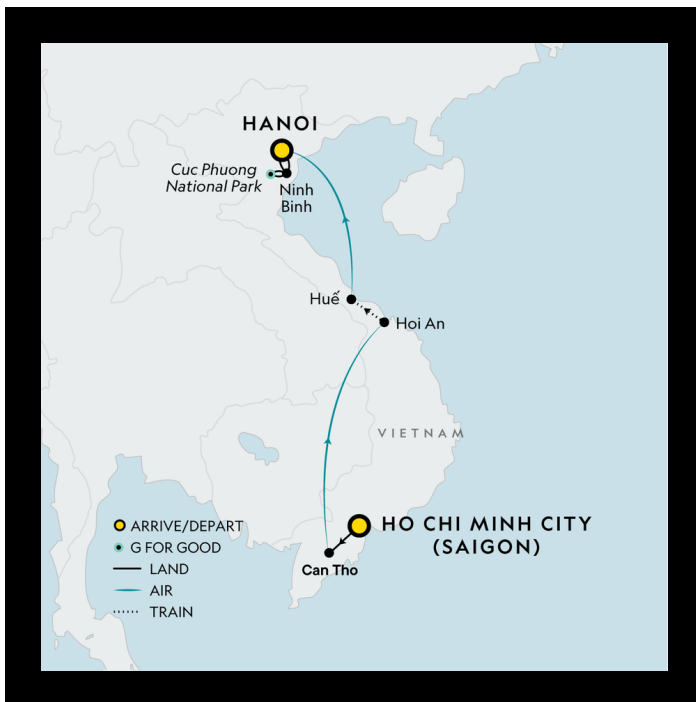 HANOI
Cuc Phuong
National Park
Ninh
Binh
Huế
Hoi An
VIETNAM
HO CHI MINH CITY
(SAIGON)
Can Tho
ARRIVE/DEPART
G FOR GOOD
LAND
AIR
TRAIN